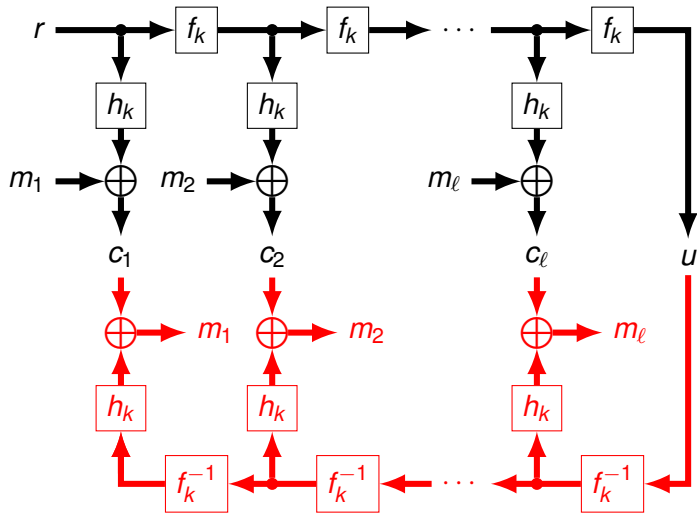 r f_k f_k ··· f_k
h_k h_k h_k
m_1 ⊕ m_2 ⊕ m_ℓ ⊕
c_1 c_2 c_ℓ u
⊕ m_1 ⊕ m_2 ⊕ m_ℓ
h_k h_k h_k
f_k^{-1} f_k^{-1} ··· f_k^{-1}